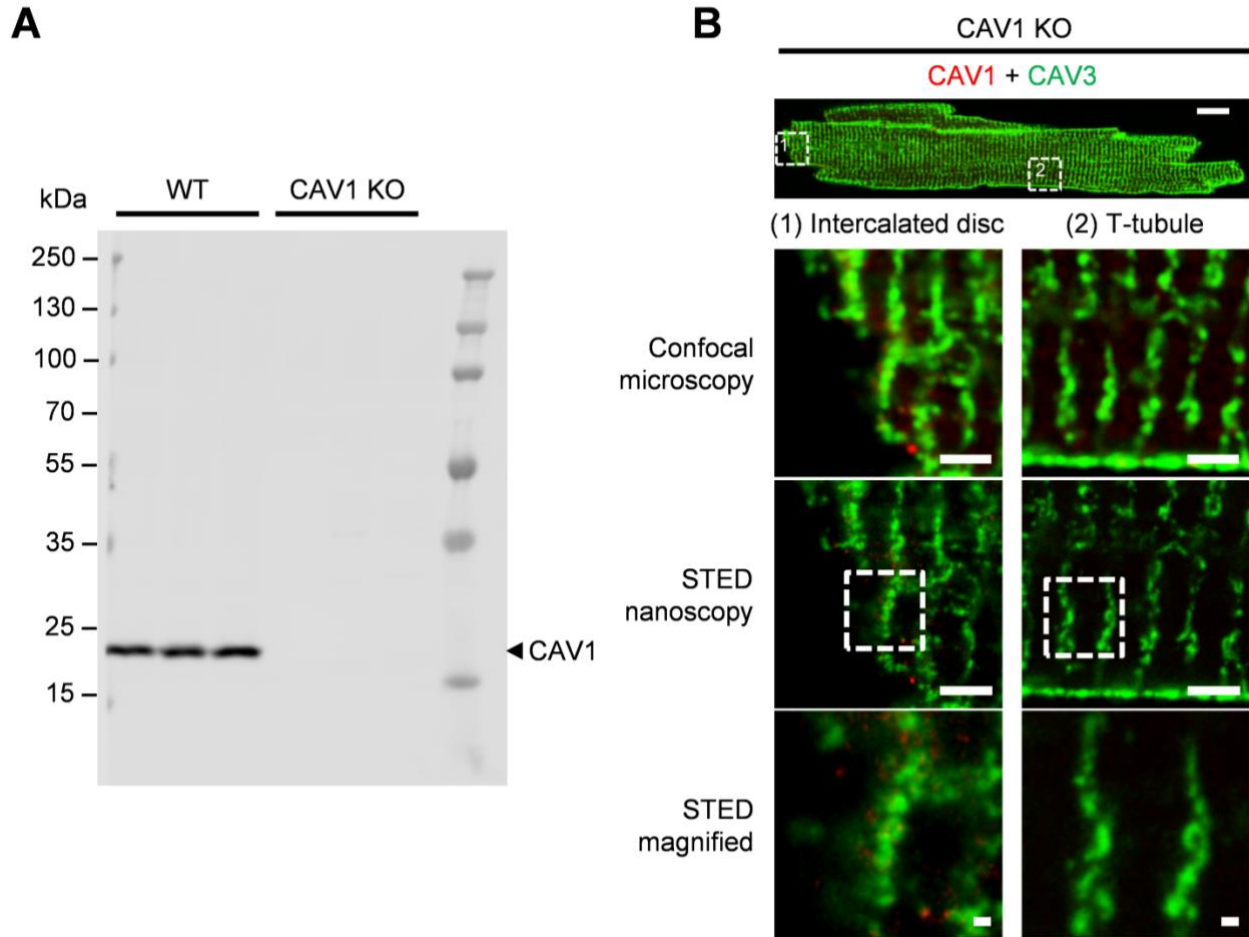 A
kDa
WT
CAV1 KO
250
130
100
70
55
35
25
15
CAV1
B
CAV1 KO
CAV1 + CAV3
1
2
(1) Intercalated disc
(2) T-tubule
Confocal
microscopy
STED
nanoscopy
STED
magnified